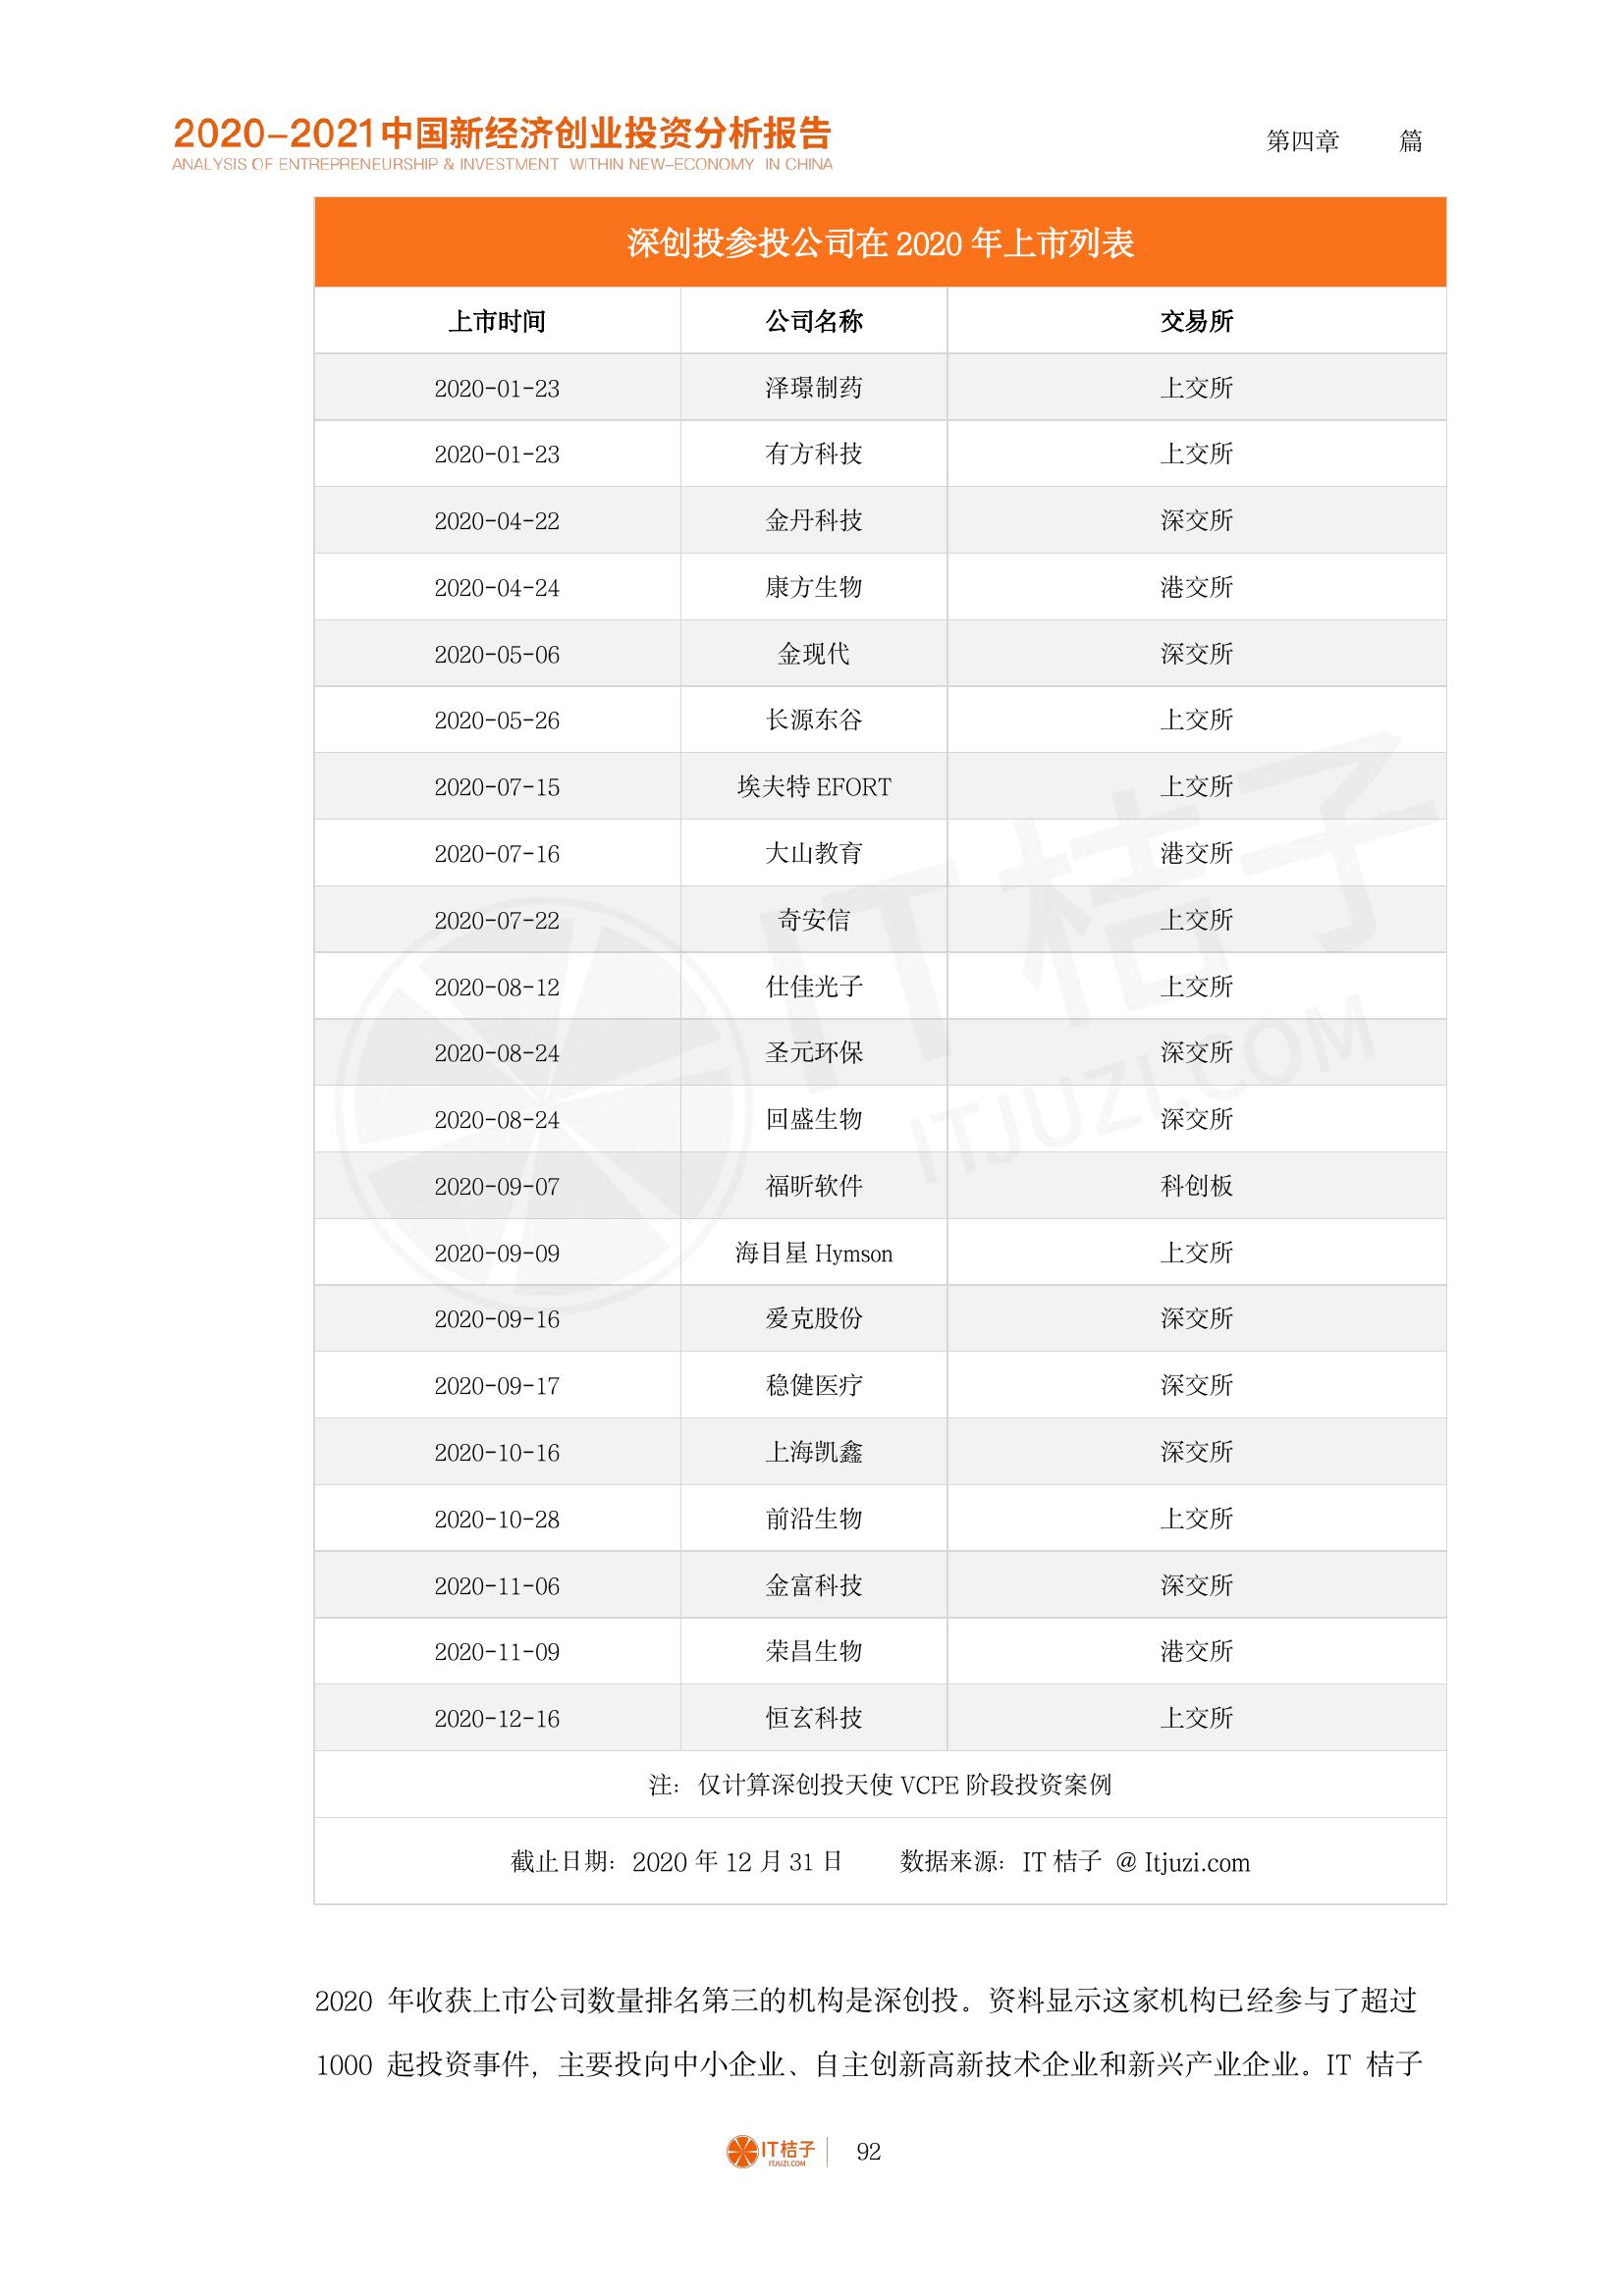 2020-2021中国新经济创业投资分析报告
ANALYSIS OF ENTREPRENEURSHIP & INVESTMENT WITHIN NEW-ECONOMY IN CHINA
第四章 篇
深创投参投公司在 2020 年上市列表
上市时间 公司名称 交易所
2020-01-23 泽璟制药 上交所
2020-01-23 有方科技 上交所
2020-04-22 金丹科技 深交所
2020-04-24 康方生物 港交所
2020-05-06 金现代 深交所
2020-05-26 长源东谷 上交所
2020-07-15 埃夫特 EFORT 上交所
2020-07-16 大山教育 港交所
2020-07-22 奇安信 上交所
2020-08-12 仕佳光子 上交所
2020-08-24 圣元环保 深交所
2020-08-24 回盛生物 深交所
2020-09-07 福昕软件 科创板
2020-09-09 海目星 Hymson 上交所
2020-09-16 爱克股份 深交所
2020-09-17 稳健医疗 深交所
2020-10-16 上海凯鑫 深交所
2020-10-28 前沿生物 上交所
2020-11-06 金富科技 深交所
2020-11-09 荣昌生物 港交所
2020-12-16 恒玄科技 上交所
注：仅计算深创投天使 VCPE 阶段投资案例
截止日期：2020 年 12 月 31 日 数据来源：IT 桔子 @ Itjuzi.com
IT桔子
ITJUZI.COM
2020 年收获上市公司数量排名第三的机构是深创投。资料显示这家机构已经参与了超过
1000 起投资事件，主要投向中小企业、自主创新高新技术企业和新兴产业企业。IT 桔子
IT桔子
ITJUZI.COM
92